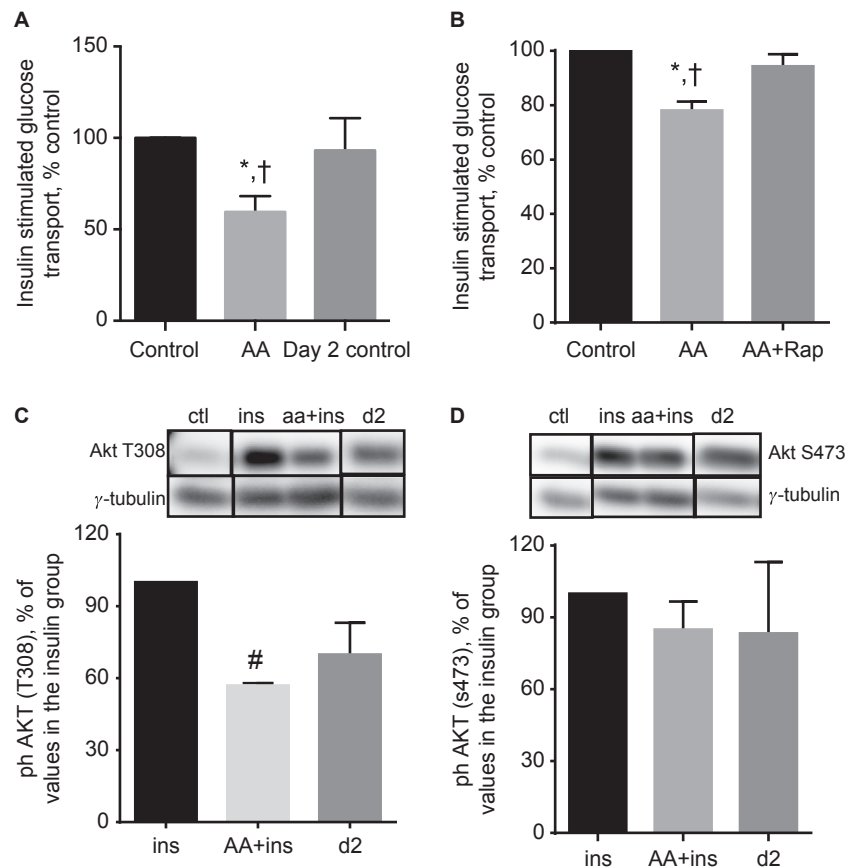 A
Insulin stimulated glucose
transport, % control
150
100
50
0
*,†
Control AA Day 2 control
B
Insulin stimulated glucose
transport, % control
100
80
60
40
20
0
*,†
Control AA AA+Rap
C
ctl ins aa+ins d2
Akt T308
γ-tubulin
ph AKT (T308), % of
values in the insulin group
120
90
60
30
0
#
ins AA+ins d2
D
ctl ins aa+ins d2
Akt S473
γ-tubulin
ph AKT (s473), % of
values in the insulin group
120
90
60
30
0
ins AA+ins d2